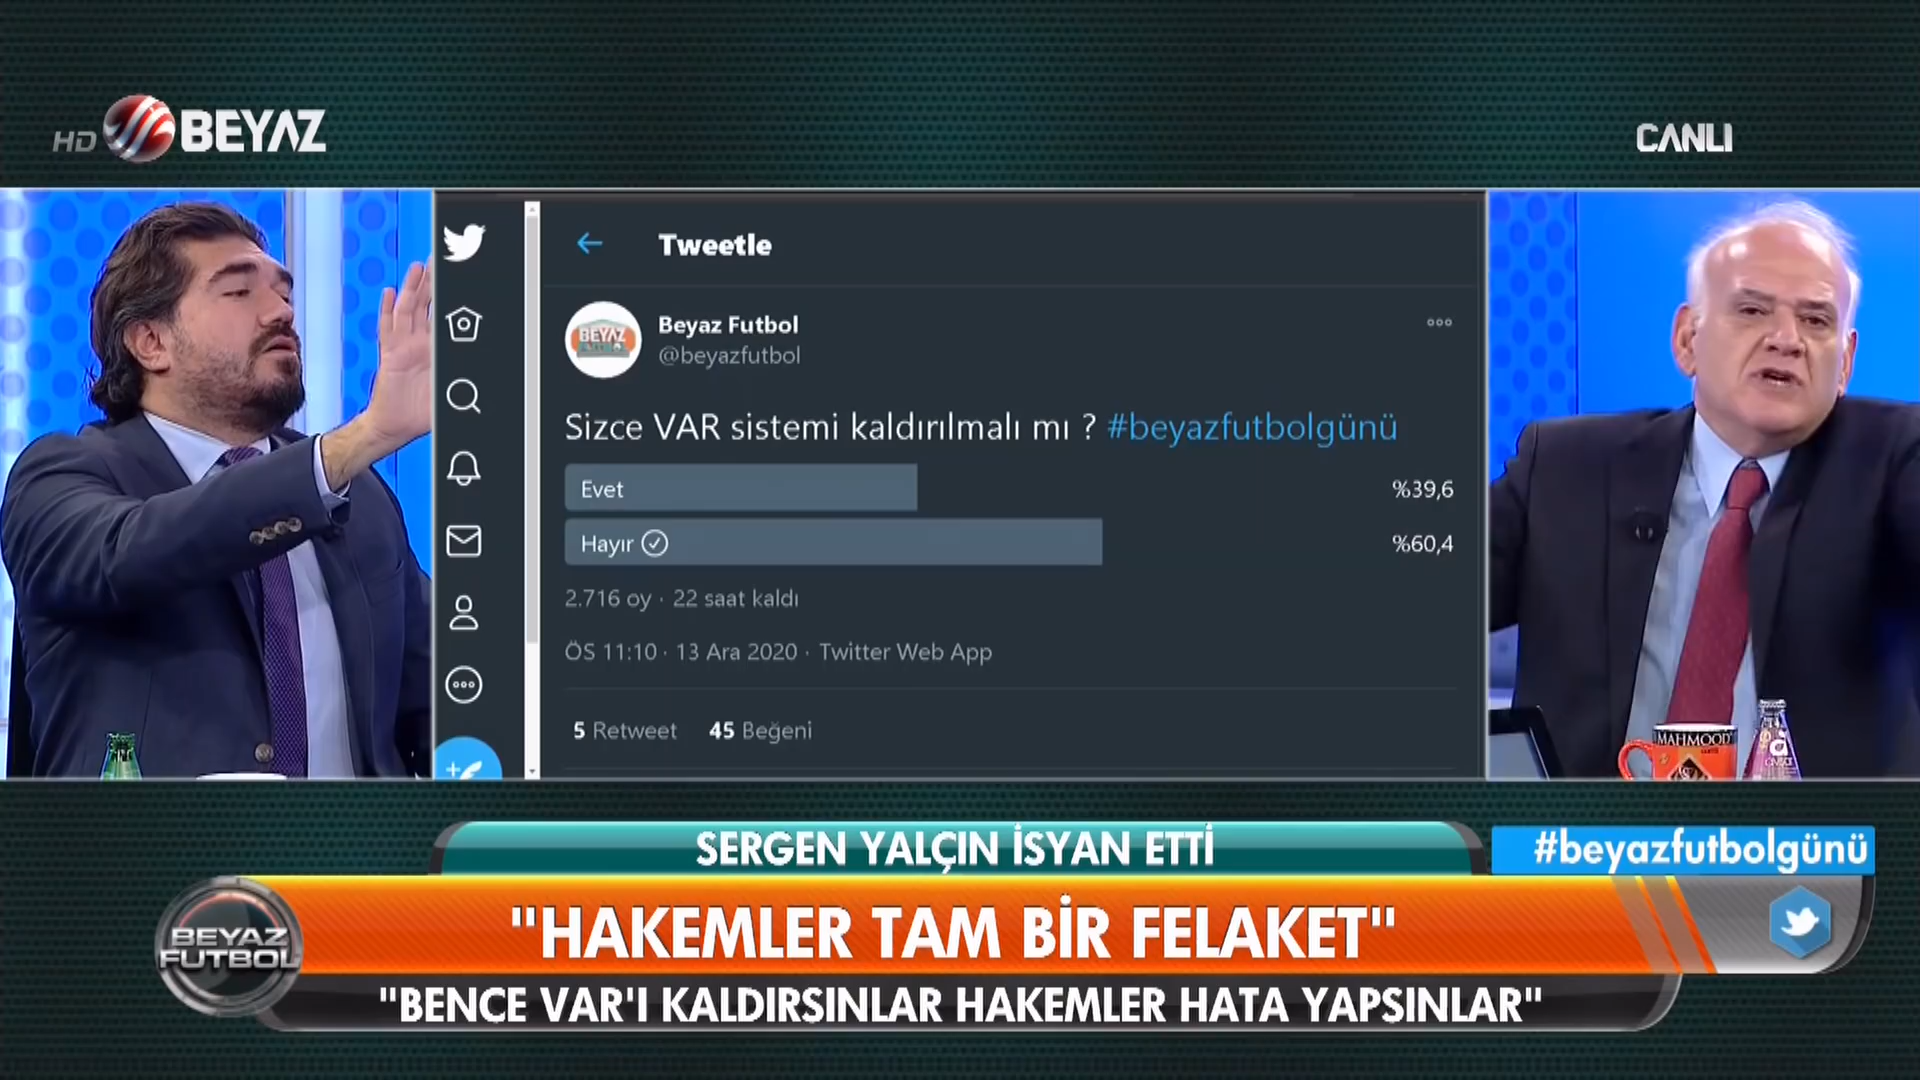 HD BEYAZ
CANLI
Tweetle
Beyaz Futbol
@beyazfutbol
Sizce VAR sistemi kaldırılmalı mı ? #beyazfutbolgünü
Evet %39,6
Hayır %60,4
2.716 oy · 22 saat kaldı
ÖS 11:10 · 13 Ara 2020 · Twitter Web App
5 Retweet 45 Beğeni
MAHMOOD
SERGEN YALÇIN İSYAN ETTİ
#beyazfutbolgünü
"HAKEMLER TAM BİR FELAKET"
BEYAZ
FUTBOL
"BENCE VAR'I KALDIRSINLAR HAKEMLER HATA YAPSINLAR"